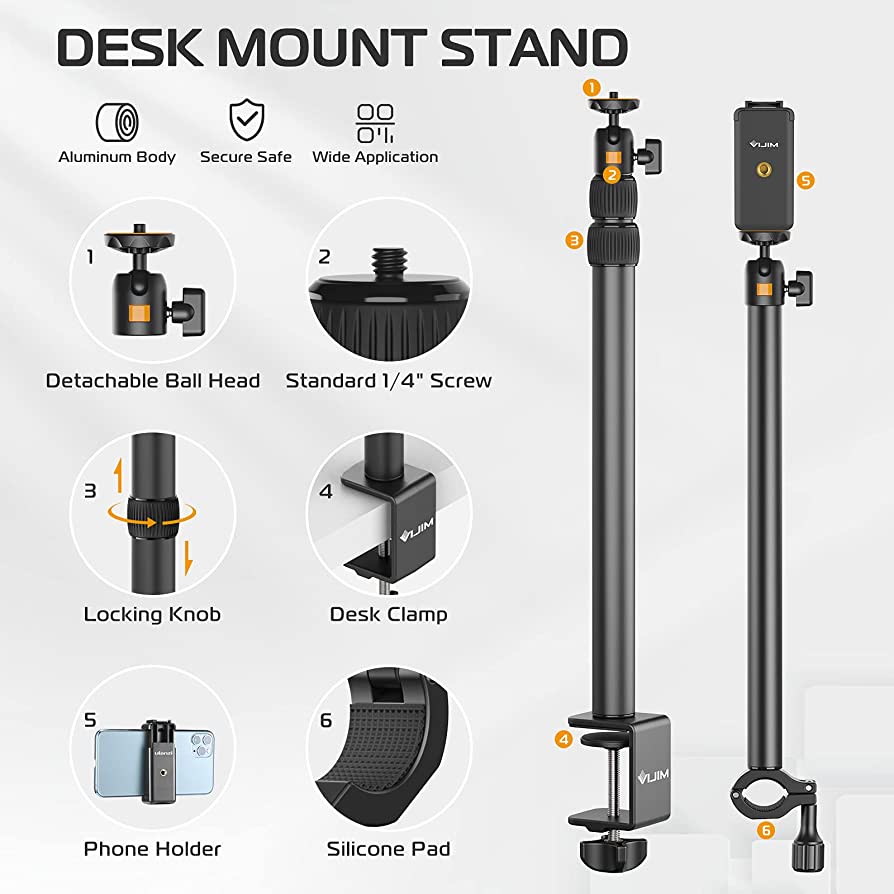 DESK MOUNT STAND
Aluminum Body
Secure Safe
Wide Application
1
Detachable Ball Head
2
Standard 1/4" Screw
3
Locking Knob
4
VIJIM
Desk Clamp
5
ulanzi
Phone Holder
6
Silicone Pad
1
2
3
4
VIJIM
VIJIM
5
6